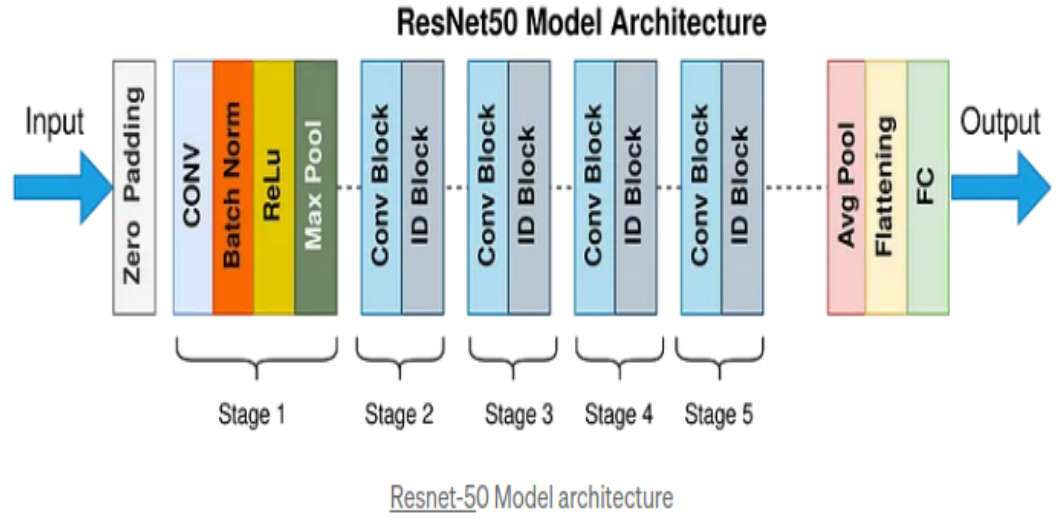 ResNet50 Model Architecture
Input
Zero Padding
CONV
Batch Norm
ReLu
Max Pool
Conv Block
ID Block
Conv Block
ID Block
Conv Block
ID Block
Conv Block
ID Block
Avg Pool
Flattening
FC
Output
Stage 1
Stage 2
Stage 3
Stage 4
Stage 5
Resnet-50 Model architecture